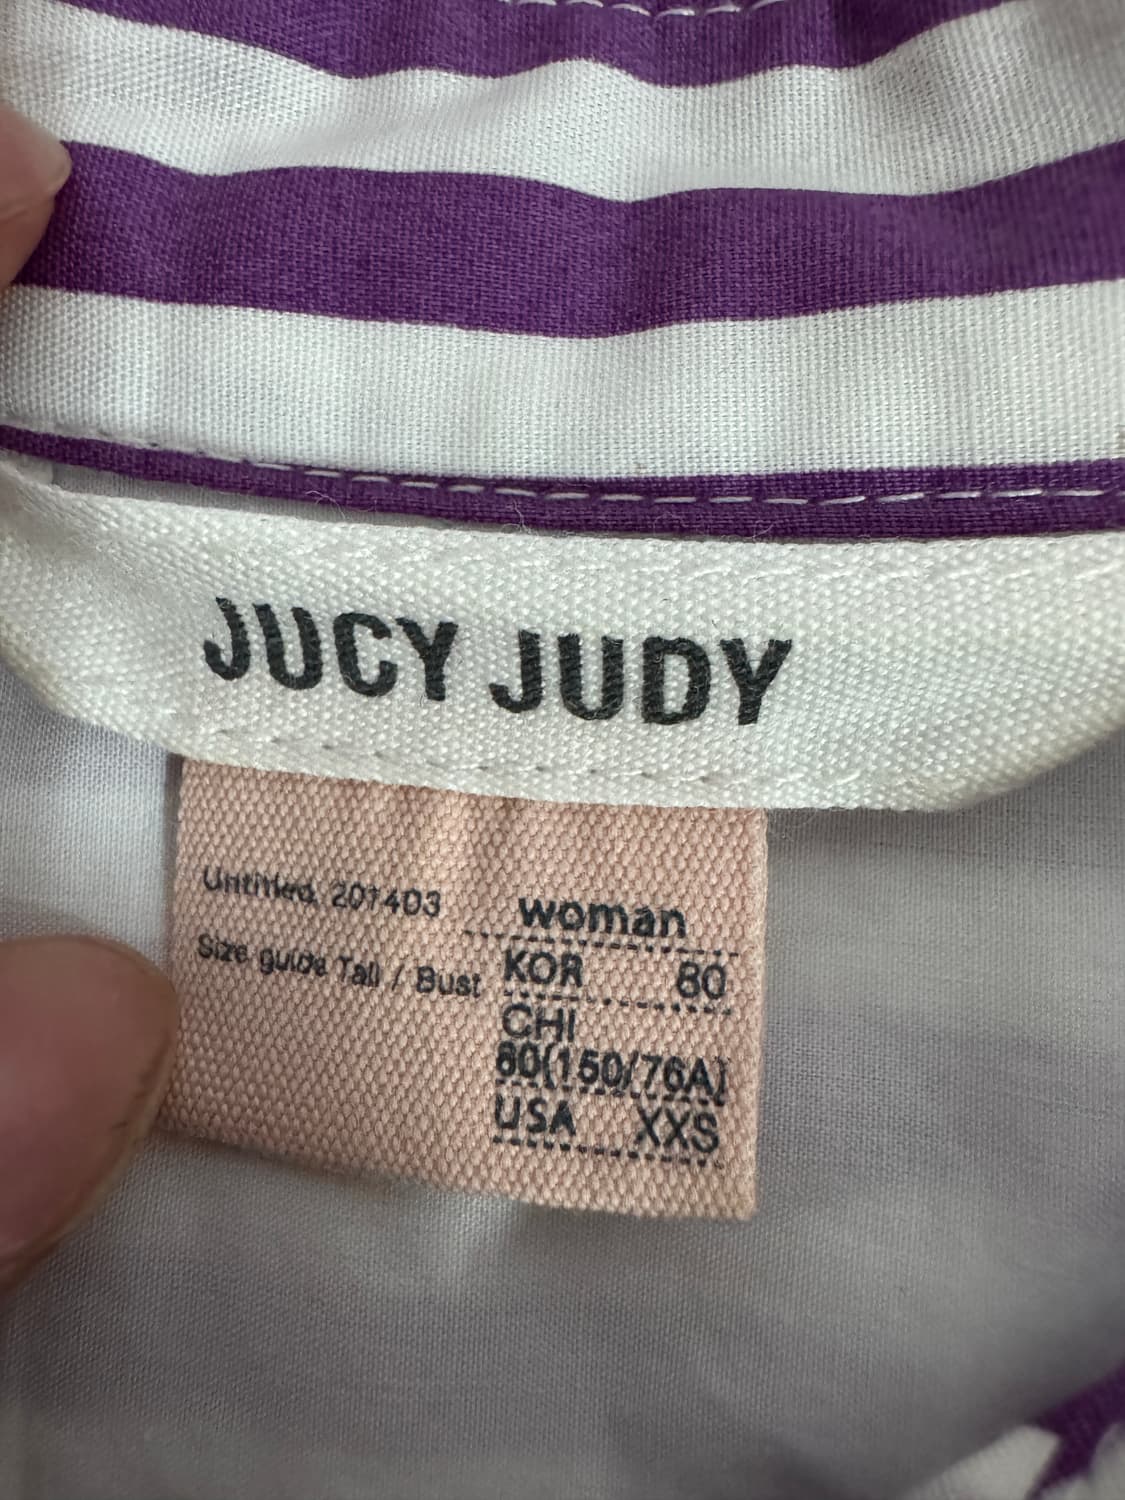 JUCY JUDY
Untitled, 201403
Size guide Tall / Bust
woman
KOR 80
CHI
80(150/76A)
USA XXS